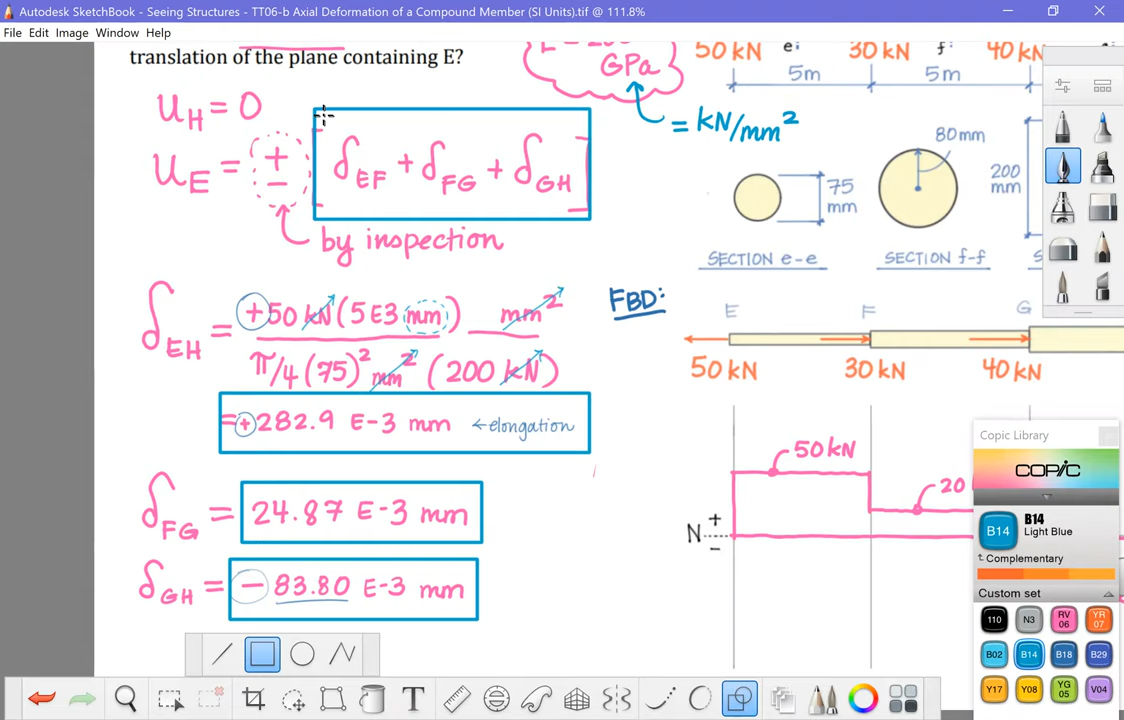 Autodesk SketchBook - Seeing Structures - TT06-b Axial Deformation of a Compound Member (SI Units).tif @ 111.8%
File Edit Image Window Help
translation of the plane containing E?
GPa
= kN/mm²
u_H = 0
u_E = ± [δ_EF + δ_FG + δ_GH]
by inspection
δ_EH = +50 kN (5E3 mm) mm²
π/4 (75)² mm² (200 kN)
= +282.9 E-3 mm ← elongation
δ_FG = 24.87 E-3 mm
δ_GH = - 83.80 E-3 mm
50 kN e: 30 kN f: 40 kN
5m 5m
80mm
75 mm
200 mm
SECTION e-e SECTION f-f S
FBD:
E F G
50 kN 30 kN 40 kN
50 kN
20
N + -
Copic Library
COPIC
B14 B14
Light Blue
Complementary
Custom set
110 N3 RV 06 YR 07
B02 B14 B18 B29
Y17 Y08 YG 05 V04
T